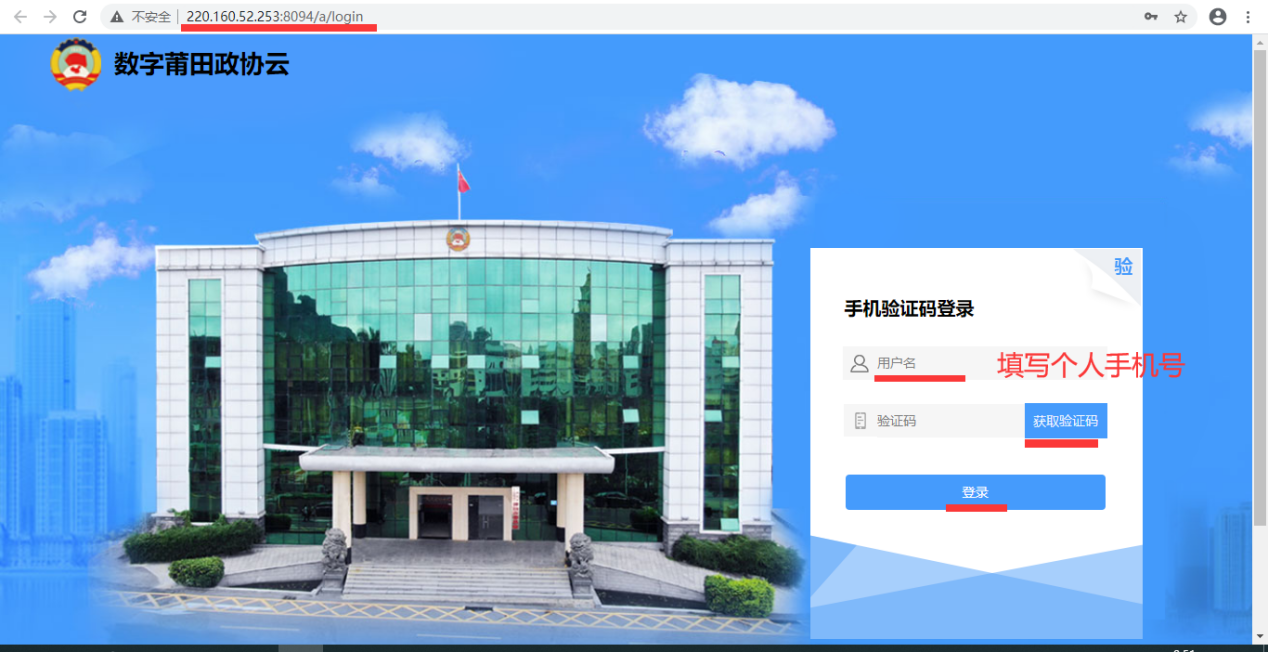 不安全 220.160.52.253:8094/a/login
数字莆田政协云
验
手机验证码登录
用户名
填写个人手机号
验证码
获取验证码
登录